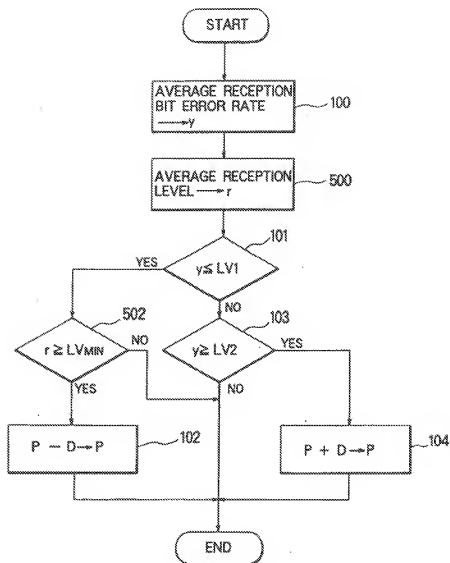 START
AVERAGE RECEPTION
BIT ERROR RATE
→y
100
AVERAGE RECEPTION
LEVEL → r
500
101
YES
y≦LV1
NO
502
103
r≧LVMIN
NO
y≧LV2
YES
YES
NO
P − D→P
102
P + D→P
104
END